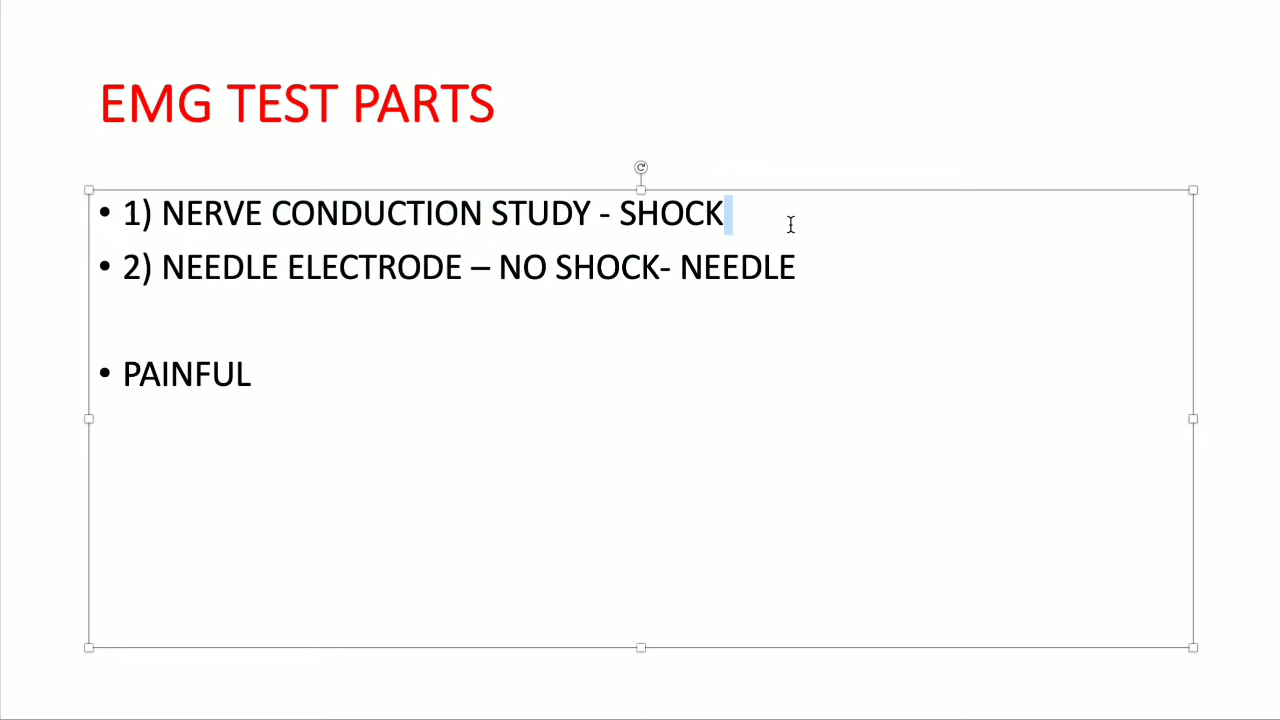 EMG TEST PARTS
• 1) NERVE CONDUCTION STUDY - SHOCK
• 2) NEEDLE ELECTRODE – NO SHOCK- NEEDLE
• PAINFUL